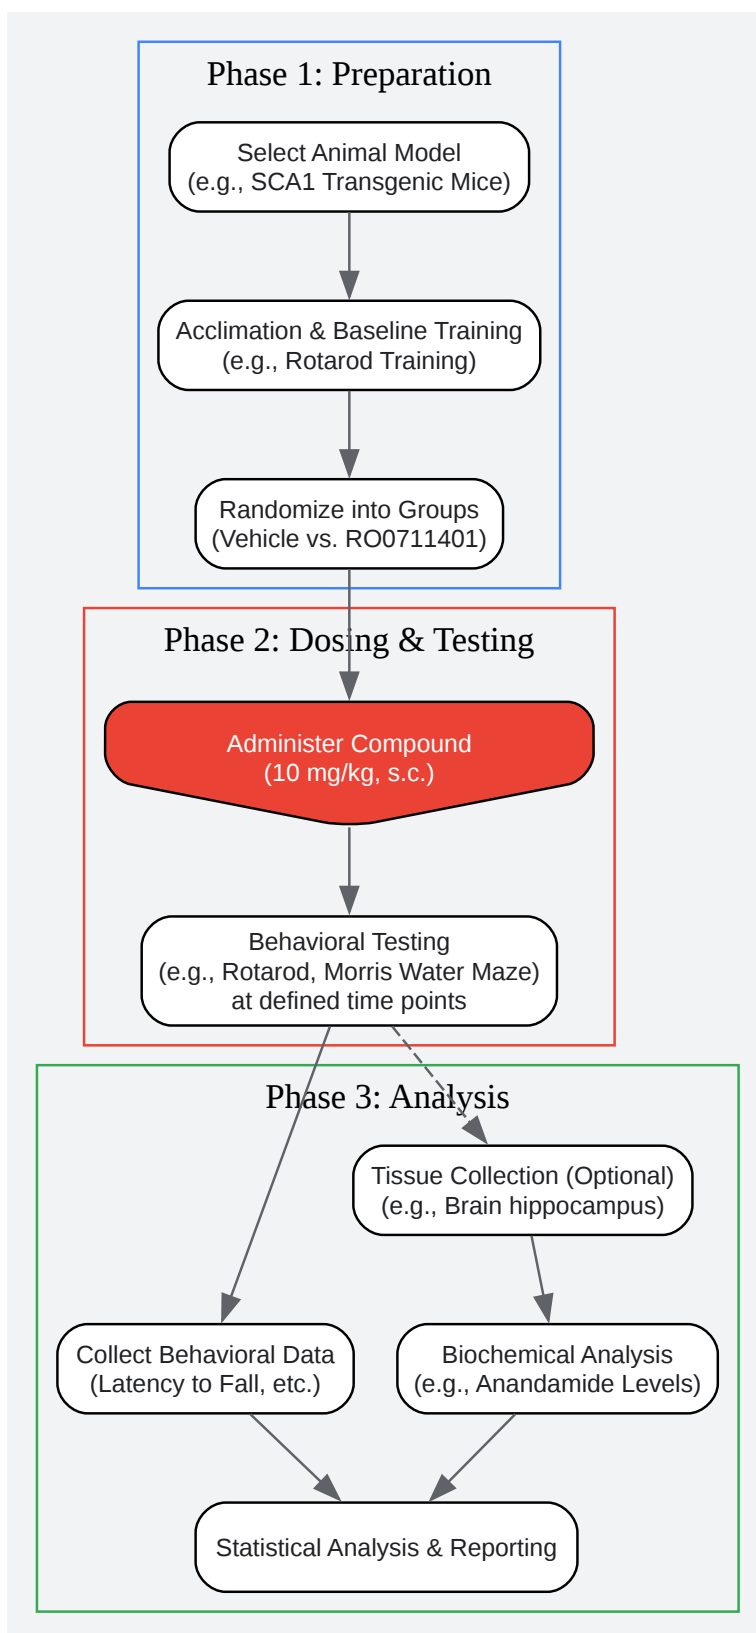 Phase 1: Preparation
Select Animal Model
(e.g., SCA1 Transgenic Mice)
Acclimation & Baseline Training
(e.g., Rotarod Training)
Randomize into Groups
(Vehicle vs. RO0711401)
Phase 2: Dosing & Testing
Administer Compound
(10 mg/kg, s.c.)
Behavioral Testing
(e.g., Rotarod, Morris Water Maze)
at defined time points
Phase 3: Analysis
Tissue Collection (Optional)
(e.g., Brain hippocampus)
Collect Behavioral Data
(Latency to Fall, etc.)
Biochemical Analysis
(e.g., Anandamide Levels)
Statistical Analysis & Reporting